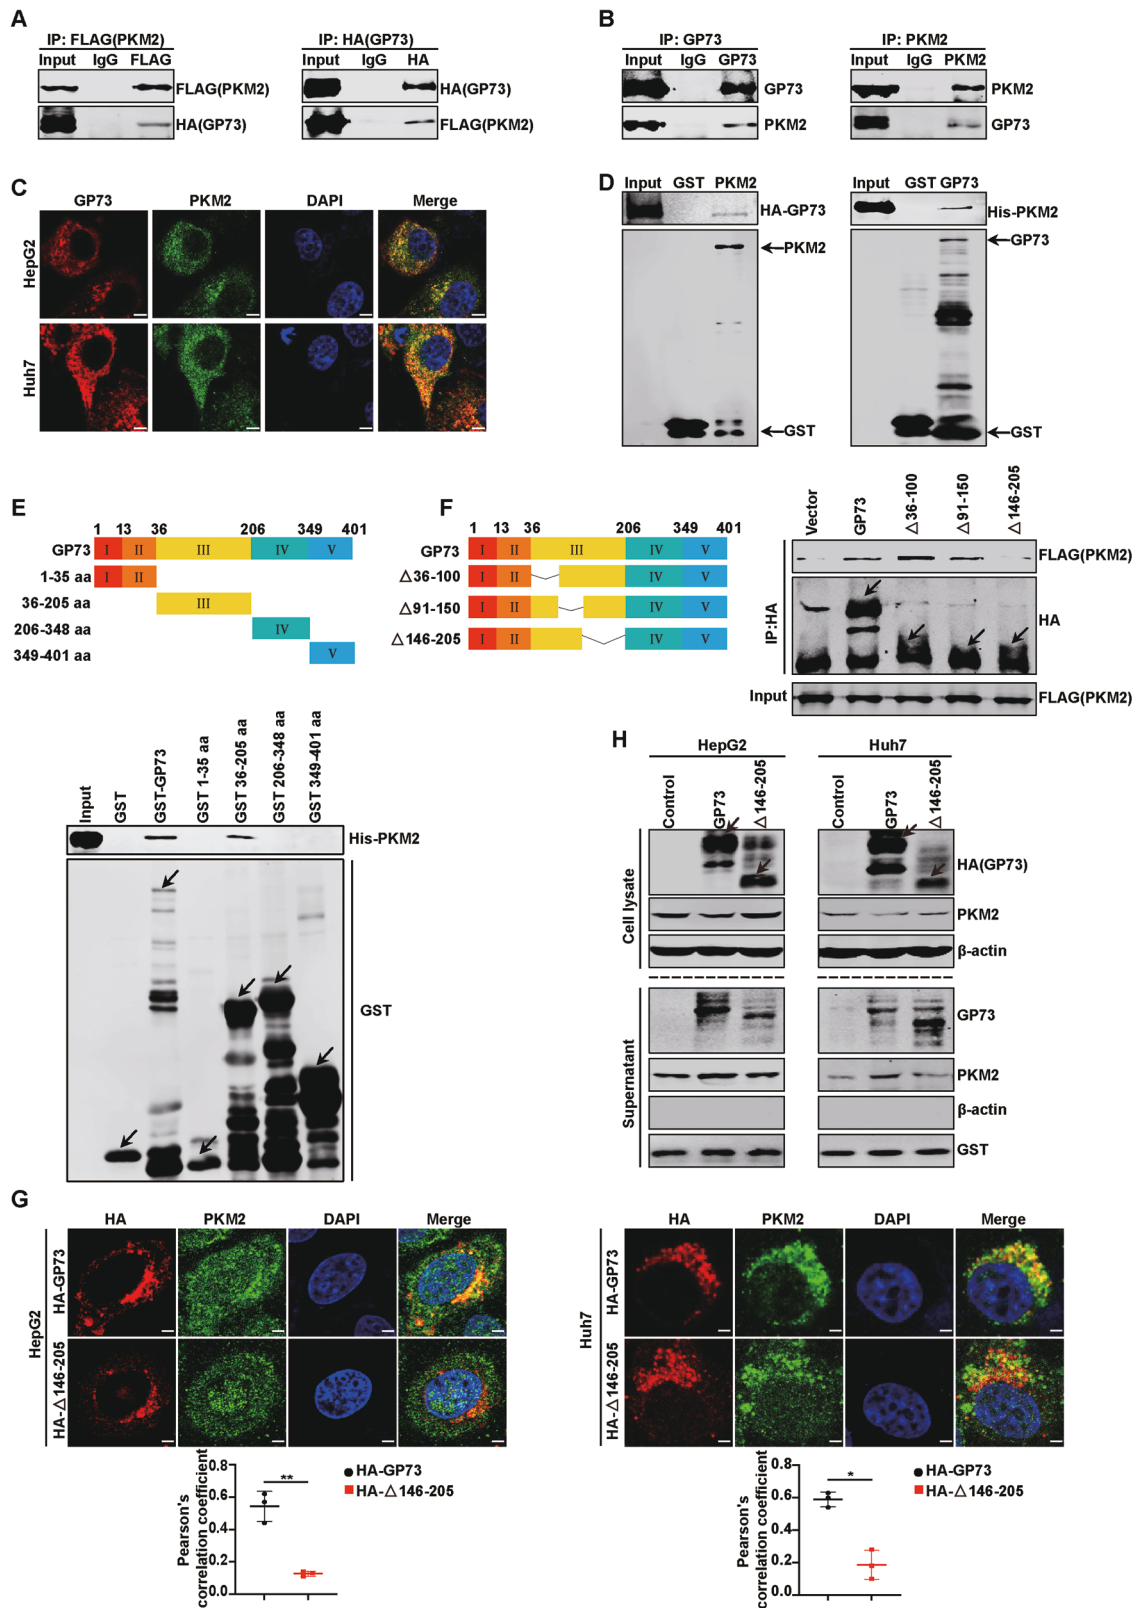 A
IP: FLAG(PKM2)
Input IgG FLAG
FLAG(PKM2)
HA(GP73)
IP: HA(GP73)
Input IgG HA
HA(GP73)
FLAG(PKM2)
B
IP: GP73
Input IgG GP73
GP73
PKM2
IP: PKM2
Input IgG PKM2
PKM2
GP73
C
GP73 PKM2 DAPI Merge
HepG2
Huh7
D
Input GST PKM2
HA-GP73
PKM2
GST
Input GST GP73
His-PKM2
GP73
GST
E
1 13 36 206 349 401
GP73 I II III IV V
1-35 aa I II
36-205 aa III
206-348 aa IV
349-401 aa V
Input
GST
GST-GP73
GST 1-35 aa
GST 36-205 aa
GST 206-348 aa
GST 349-401 aa
His-PKM2
GST
F
1 13 36 206 349 401
GP73 I II III IV V
△36-100 I II IV V
△91-150 I II IV V
△146-205 I II IV V
Vector
GP73
△36-100
△91-150
△146-205
IP:HA
FLAG(PKM2)
HA
Input FLAG(PKM2)
H
HepG2
Control
GP73
△146-205
Huh7
Control
GP73
△146-205
Cell lysate
HA(GP73)
PKM2
β-actin
Supernatant
GP73
PKM2
β-actin
GST
G
HA PKM2 DAPI Merge
HepG2
HA-GP73
HA-△146-205
Pearson's
correlation coefficient
0.8
0.6
0.4
0.2
0.0
**
HA-GP73
HA-△146-205
HA PKM2 DAPI Merge
Huh7
HA-GP73
HA-△146-205
Pearson's
correlation coefficient
0.8
0.6
0.4
0.2
0.0
*
HA-GP73
HA-△146-205